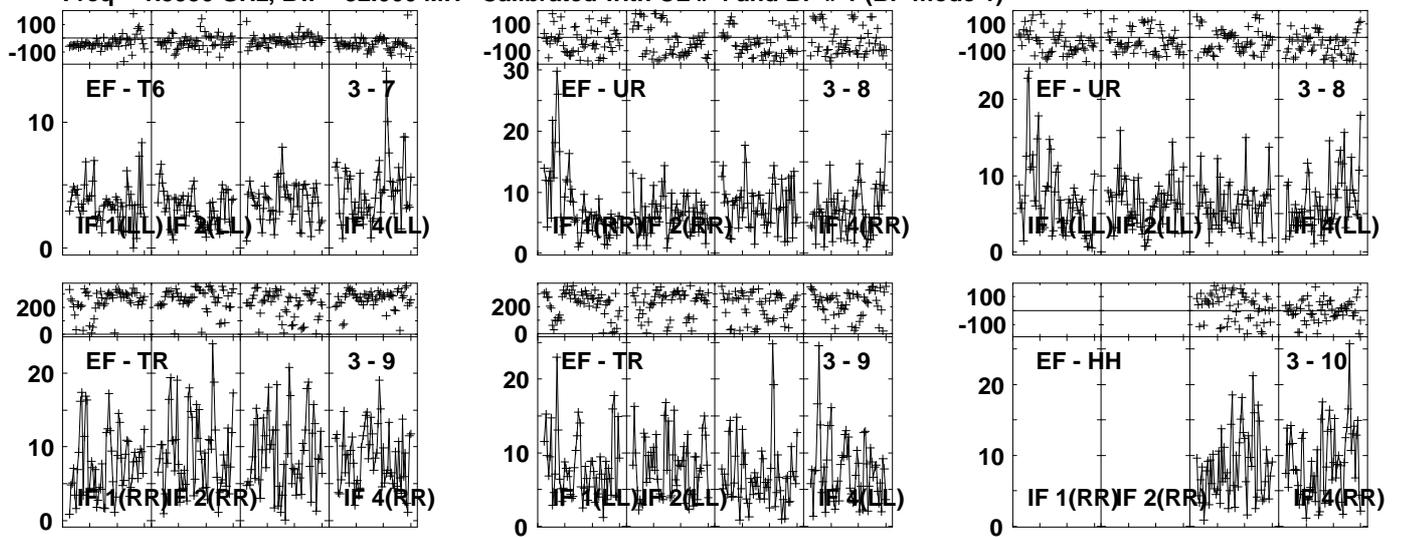 100
-100
EF - T6
3 - 7
10
0
IF 1(LL)
IF 2(LL)
IF 4(LL)
100
-100
30
EF - UR
3 - 8
20
10
0
IF 1(RR)
IF 2(RR)
IF 4(RR)
100
-100
EF - UR
3 - 8
20
10
0
IF 1(LL)
IF 2(LL)
IF 4(LL)
200
0
EF - TR
3 - 9
20
10
0
IF 1(RR)
IF 2(RR)
IF 4(RR)
200
0
EF - TR
3 - 9
20
10
0
IF 1(LL)
IF 2(LL)
IF 4(LL)
100
-100
EF - HH
3 - 10
20
10
0
IF 1(RR)
IF 2(RR)
IF 4(RR)